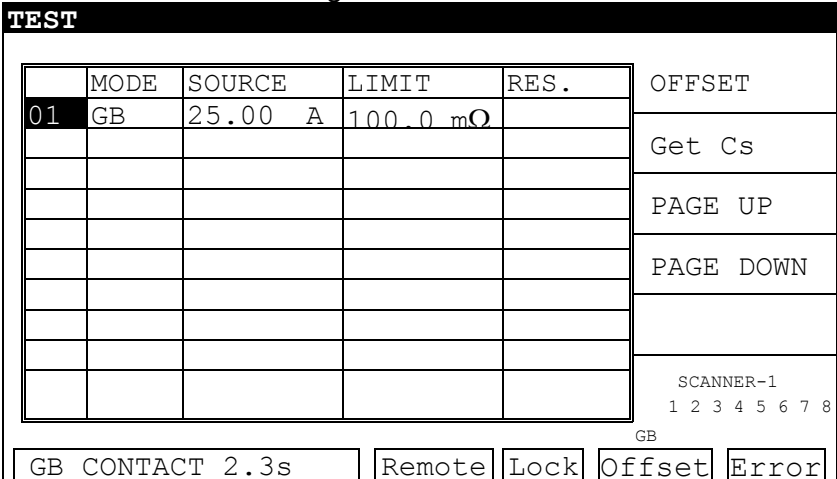 TEST
MODE SOURCE LIMIT RES.
01 GB 25.00 A 100.0 mΩ
OFFSET
Get Cs
PAGE UP
PAGE DOWN
SCANNER-1
1 2 3 4 5 6 7 8
GB
GB CONTACT 2.3s Remote Lock Offset Error